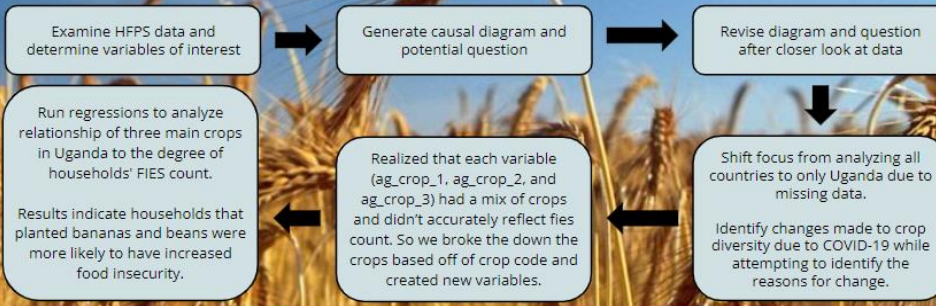 Examine HFPS data and
determine variables of interest
Generate causal diagram and
potential question
Revise diagram and question
after closer look at data
Shift focus from analyzing all
countries to only Uganda due to
missing data.
Identify changes made to crop
diversity due to COVID-19 while
attempting to identify the
reasons for change.
Realized that each variable
(ag_crop_1, ag_crop_2, and
ag_crop_3) had a mix of crops
and didn't accurately reflect fies
count. So we broke the down the
crops based off of crop code and
created new variables.
Run regressions to analyze
relationship of three main crops
in Uganda to the degree of
households' FIES count.
Results indicate households that
planted bananas and beans were
more likely to have increased
food insecurity.